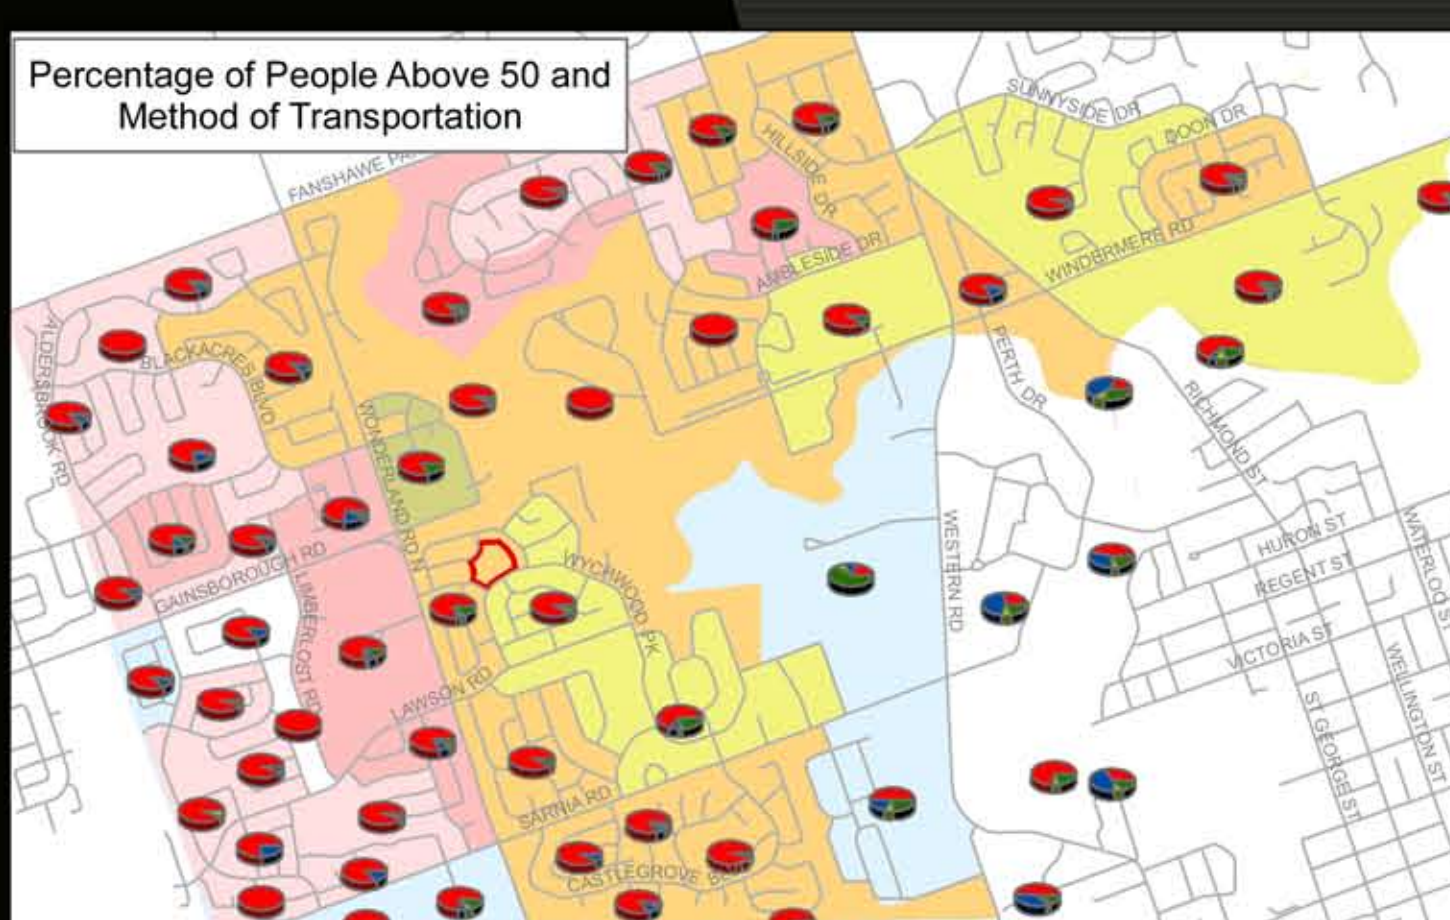 Percentage of People Above 50 and
Method of Transportation
SUNNYSIDE DR
DOON DR
HILLSIDE DR
FANSHAWE
WINDERMERE RD
AMBLESIDE DR
ALDERSBROOK RD
BLACKACRES BLVD
PERTH DR
RICHMOND ST
WONDERLAND RD N
WESTERN RD
WATERLOO ST
HURON ST
GAINSBOROUGH RD
WYCHWOOD PK
REGENT ST
LIMBERLOST RD
VICTORIA ST
WELLINGTON ST
LAWSON RD
ST GEORGE ST
SARNIA RD
CASTLEGROVE